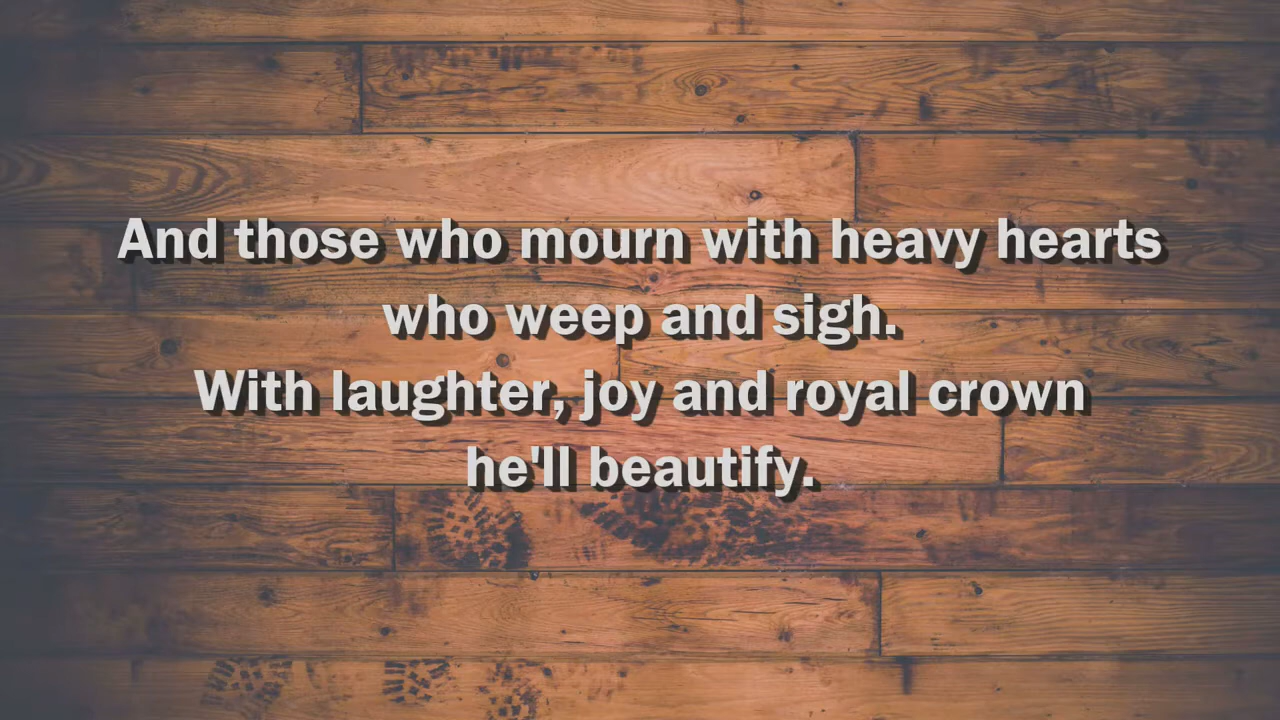 And those who mourn with heavy hearts
who weep and sigh.
With laughter, joy and royal crown
he'll beautify.